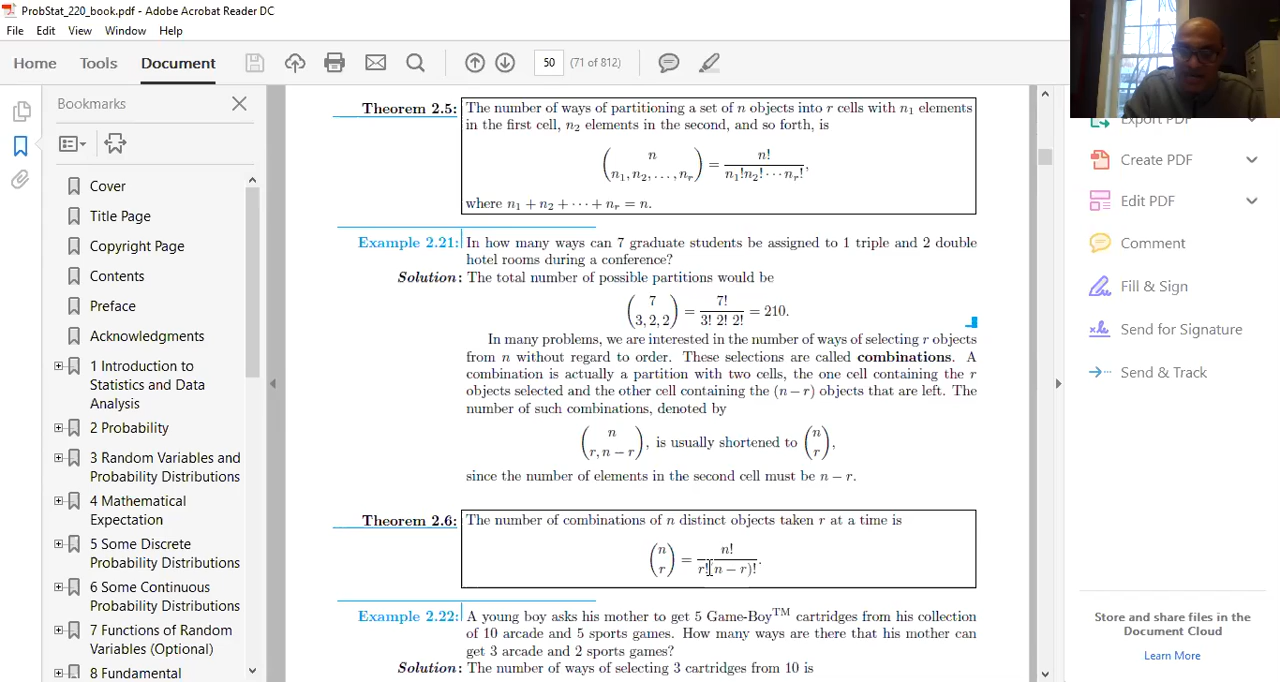 ProbStat_220_book.pdf - Adobe Acrobat Reader DC
File Edit View Window Help
Home Tools Document 50 (71 of 812)
Bookmarks
Cover
Title Page
Copyright Page
Contents
Preface
Acknowledgments
1 Introduction to
Statistics and Data
Analysis
2 Probability
3 Random Variables and
Probability Distributions
4 Mathematical
Expectation
5 Some Discrete
Probability Distributions
6 Some Continuous
Probability Distributions
7 Functions of Random
Variables (Optional)
8 Fundamental
Theorem 2.5: The number of ways of partitioning a set of n objects into r cells with n₁ elements
in the first cell, n₂ elements in the second, and so forth, is
(n
n₁, n₂, . . . , nᵣ) = n!
n₁!n₂! · · · nᵣ! ,
where n₁ + n₂ + · · · + nᵣ = n.
Example 2.21: In how many ways can 7 graduate students be assigned to 1 triple and 2 double
hotel rooms during a conference?
Solution: The total number of possible partitions would be
(7
3, 2, 2) = 7!
3! 2! 2! = 210.
In many problems, we are interested in the number of ways of selecting r objects
from n without regard to order. These selections are called combinations. A
combination is actually a partition with two cells, the one cell containing the r
objects selected and the other cell containing the (n − r) objects that are left. The
number of such combinations, denoted by
(n
r, n − r), is usually shortened to (n
r),
since the number of elements in the second cell must be n − r.
Theorem 2.6: The number of combinations of n distinct objects taken r at a time is
(n
r) = n!
r!(n − r)! .
Example 2.22: A young boy asks his mother to get 5 Game-Boy™ cartridges from his collection
of 10 arcade and 5 sports games. How many ways are there that his mother can
get 3 arcade and 2 sports games?
Solution: The number of ways of selecting 3 cartridges from 10 is
Export PDF
Create PDF
Edit PDF
Comment
Fill & Sign
Send for Signature
Send & Track
Store and share files in the
Document Cloud
Learn More